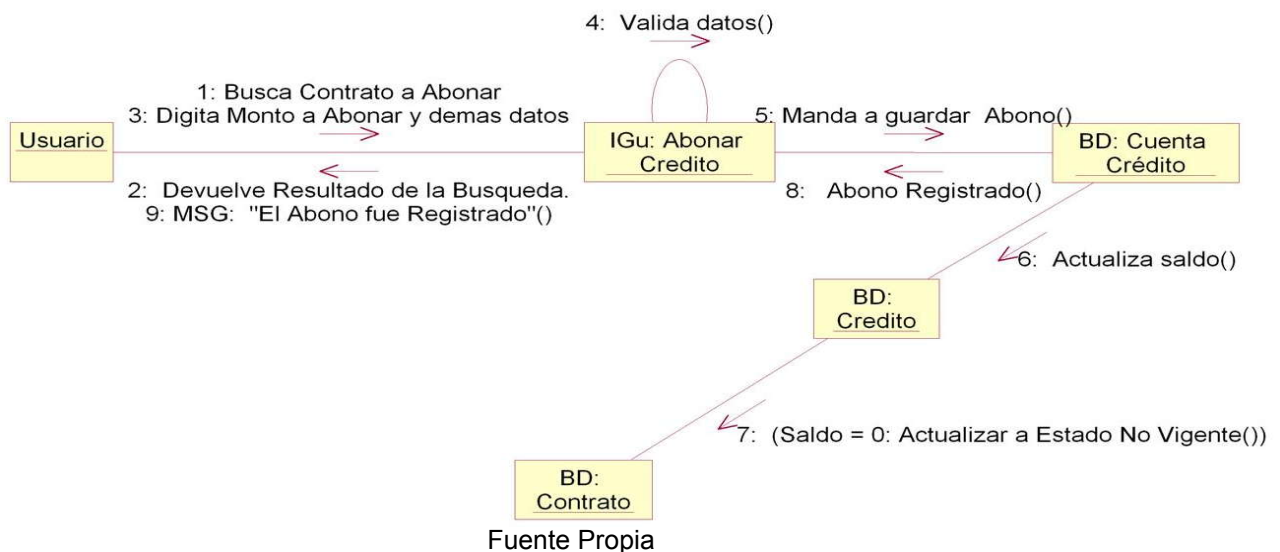 4: Valida datos()
1: Busca Contrato a Abonar
3: Digita Monto a Abonar y demas datos
5: Manda a guardar Abono()
Usuario
IGu: Abonar
Credito
BD: Cuenta
Crédito
2: Devuelve Resultado de la Busqueda.
9: MSG: "El Abono fue Registrado"()
8: Abono Registrado()
6: Actualiza saldo()
BD:
Credito
7: (Saldo = 0: Actualizar a Estado No Vigente())
BD:
Contrato
Fuente Propia